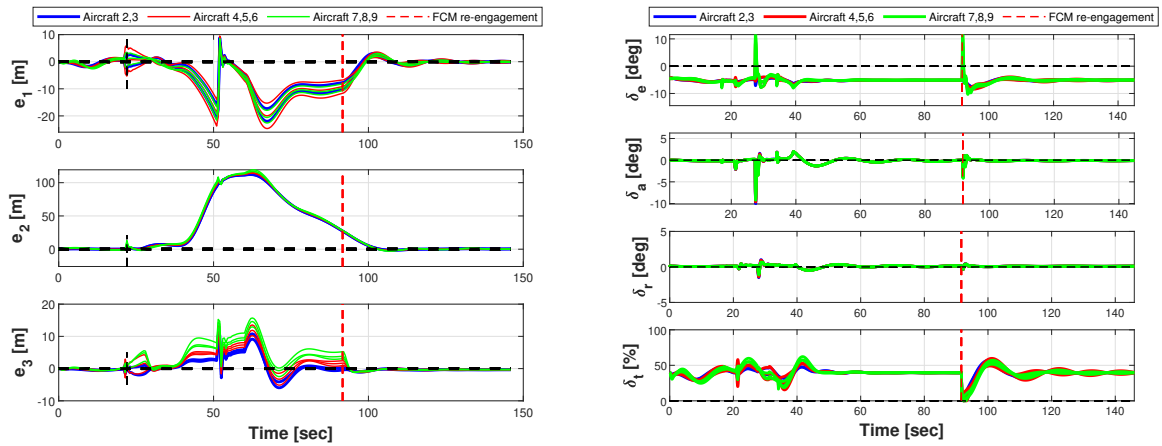 Aircraft 2,3 Aircraft 4,5,6 Aircraft 7,8,9 FCM re-engagement
e1 [m]
10
0
-10
-20
0 50 100 150
e2 [m]
100
50
0
0 50 100 150
e3 [m]
20
10
0
-10
0 50 100 150
Time [sec]
Aircraft 2,3 Aircraft 4,5,6 Aircraft 7,8,9 FCM re-engagement
δe [deg]
10
0
-10
20 40 60 80 100 120 140
δa [deg]
5
0
-5
-10
20 40 60 80 100 120 140
δr [deg]
5
0
-5
0 20 40 60 80 100 120 140
δt [%]
100
50
0
0 20 40 60 80 100 120 140
Time [sec]